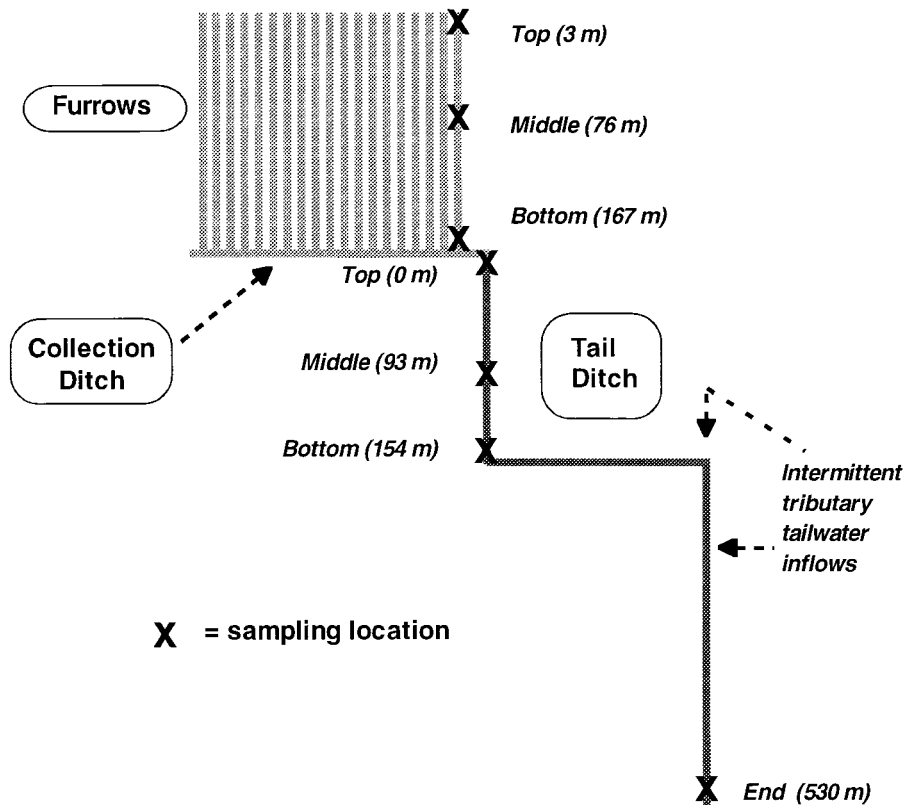 Top (3 m)
Furrows
Middle (76 m)
Bottom (167 m)
Top (0 m)
Collection
Ditch
Middle (93 m)
Tail
Ditch
Bottom (154 m)
Intermittent
tributary
tailwater
inflows
X = sampling location
End (530 m)